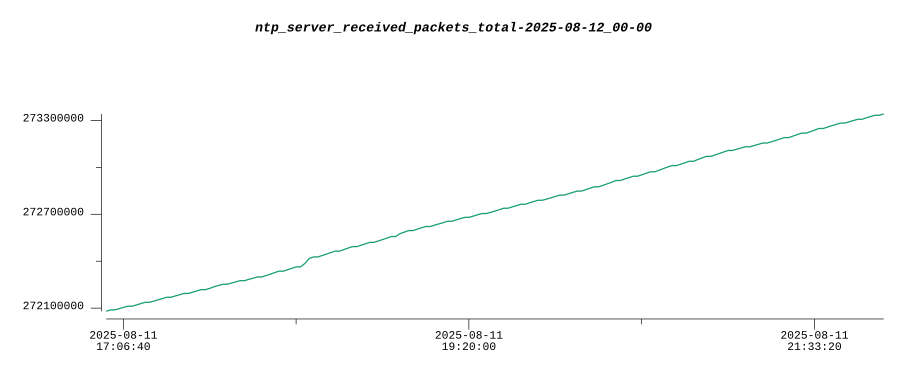 ntp_server_received_packets_total-2025-08-12_00-00
273300000
272700000
272100000
2025-08-11 2025-08-11 2025-08-11
17:06:40 19:20:00 21:33:20